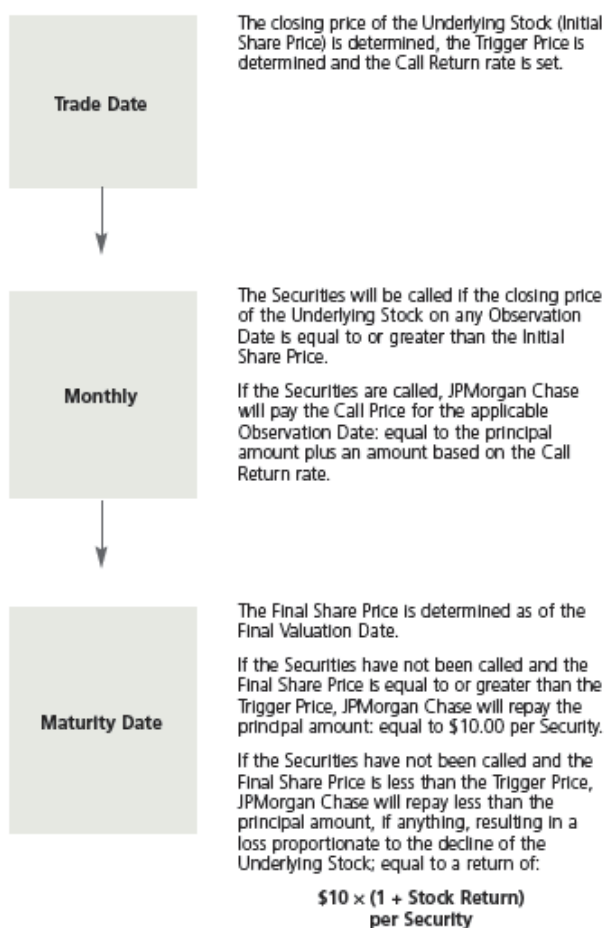 The closing price of the Underlying Stock (Initial
Share Price) is determined, the Trigger Price is
determined and the Call Return rate is set.
Trade Date
The Securities will be called if the closing price
of the Underlying Stock on any Observation
Date is equal to or greater than the Initial
Share Price.
Monthly
If the Securities are called, JPMorgan Chase
will pay the Call Price for the applicable
Observation Date: equal to the principal
amount plus an amount based on the Call
Return rate.
The Final Share Price is determined as of the
Final Valuation Date.
If the Securities have not been called and the
Final Share Price is equal to or greater than the
Trigger Price, JPMorgan Chase will repay the
principal amount: equal to $10.00 per Security.
Maturity Date
If the Securities have not been called and the
Final Share Price is less than the Trigger Price,
JPMorgan Chase will repay less than the
principal amount, if anything, resulting in a
loss proportionate to the decline of the
Underlying Stock; equal to a return of:
$10 × (1 + Stock Return)
per Security